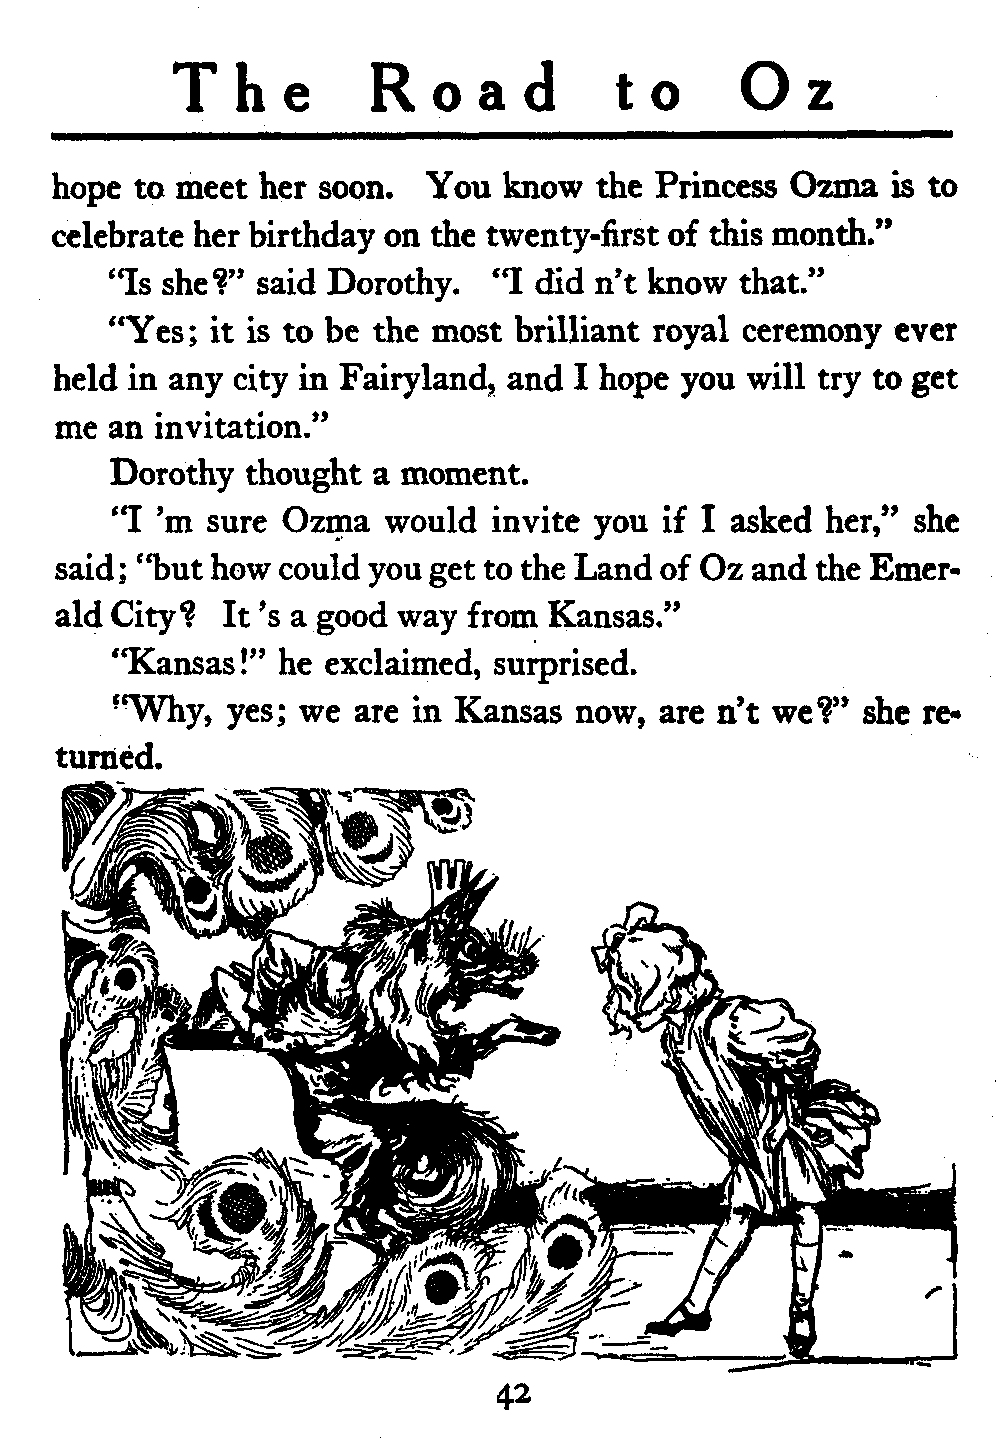 The Road to Oz
hope to meet her soon. You know the Princess Ozma is to
celebrate her birthday on the twenty-first of this month.”
“Is she?” said Dorothy. “I did n’t know that.”
“Yes; it is to be the most brilliant royal ceremony ever
held in any city in Fairyland, and I hope you will try to get
me an invitation.”
Dorothy thought a moment.
“I ’m sure Ozma would invite you if I asked her,” she
said; “but how could you get to the Land of Oz and the Emer-
ald City? It ’s a good way from Kansas.”
“Kansas!” he exclaimed, surprised.
“Why, yes; we are in Kansas now, are n’t we?” she re-
turned.
42